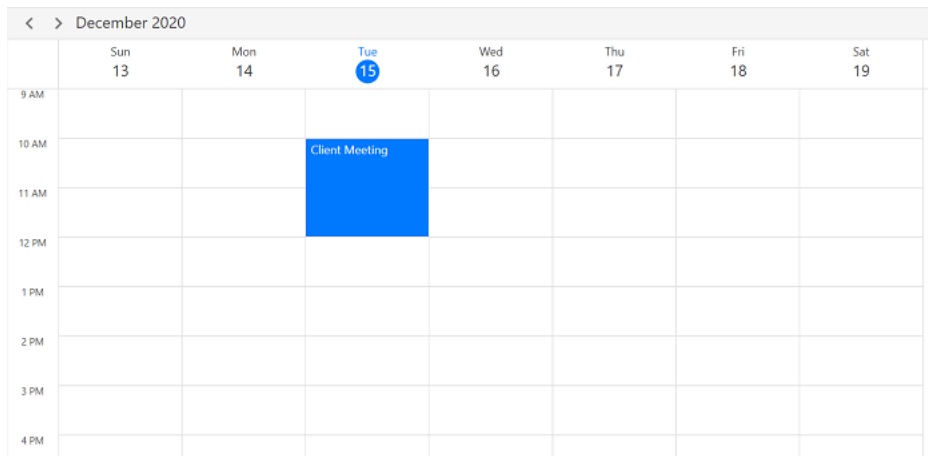 December 2020
Sun Mon Tue Wed Thu Fri Sat
13 14 15 16 17 18 19
9 AM
10 AM
Client Meeting
11 AM
12 PM
1 PM
2 PM
3 PM
4 PM